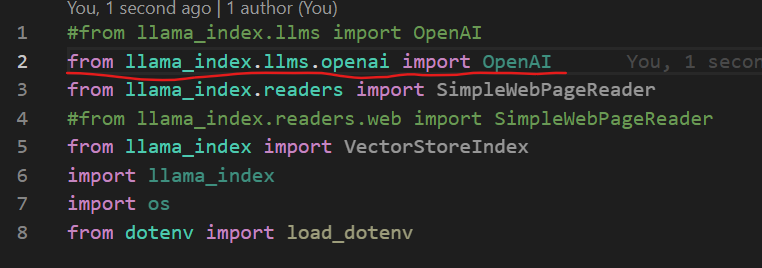 You, 1 second ago | 1 author (You)
1 #from llama_index.llms import OpenAI
2 from llama_index.llms.openai import OpenAI You, 1 secon
3 from llama_index.readers import SimpleWebPageReader
4 #from llama_index.readers.web import SimpleWebPageReader
5 from llama_index import VectorStoreIndex
6 import llama_index
7 import os
8 from dotenv import load_dotenv